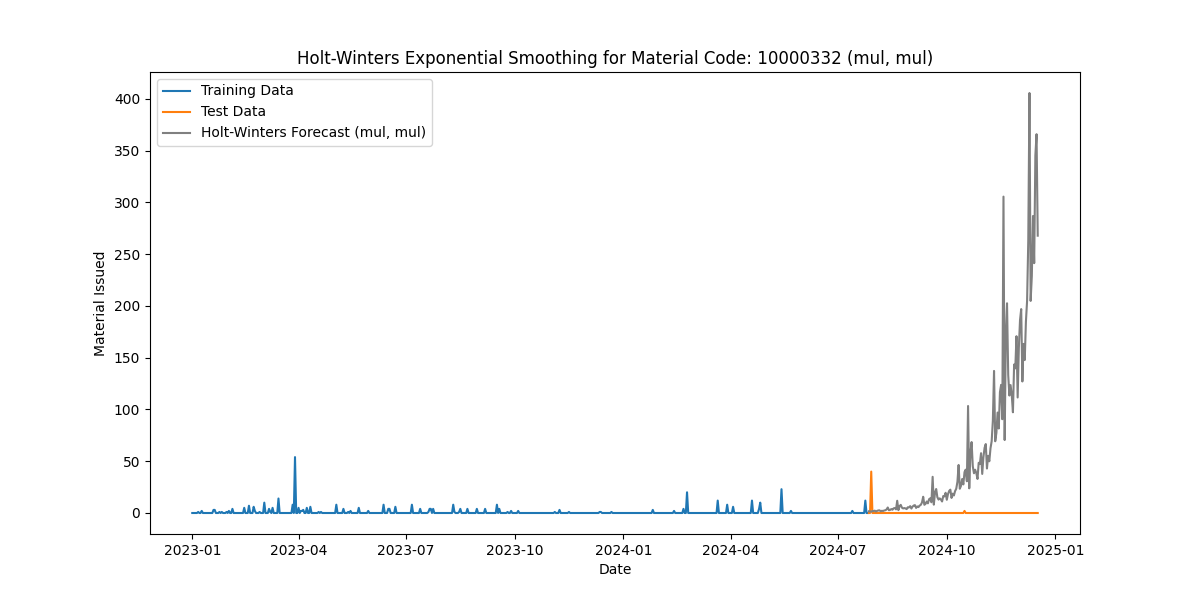 Holt-Winters Exponential Smoothing for Material Code: 10000332 (mul, mul)
Training Data
Test Data
Holt-Winters Forecast (mul, mul)
400
350
300
250
200
150
100
50
0
Material Issued
2023-01 2023-04 2023-07 2023-10 2024-01 2024-04 2024-07 2024-10 2025-01
Date